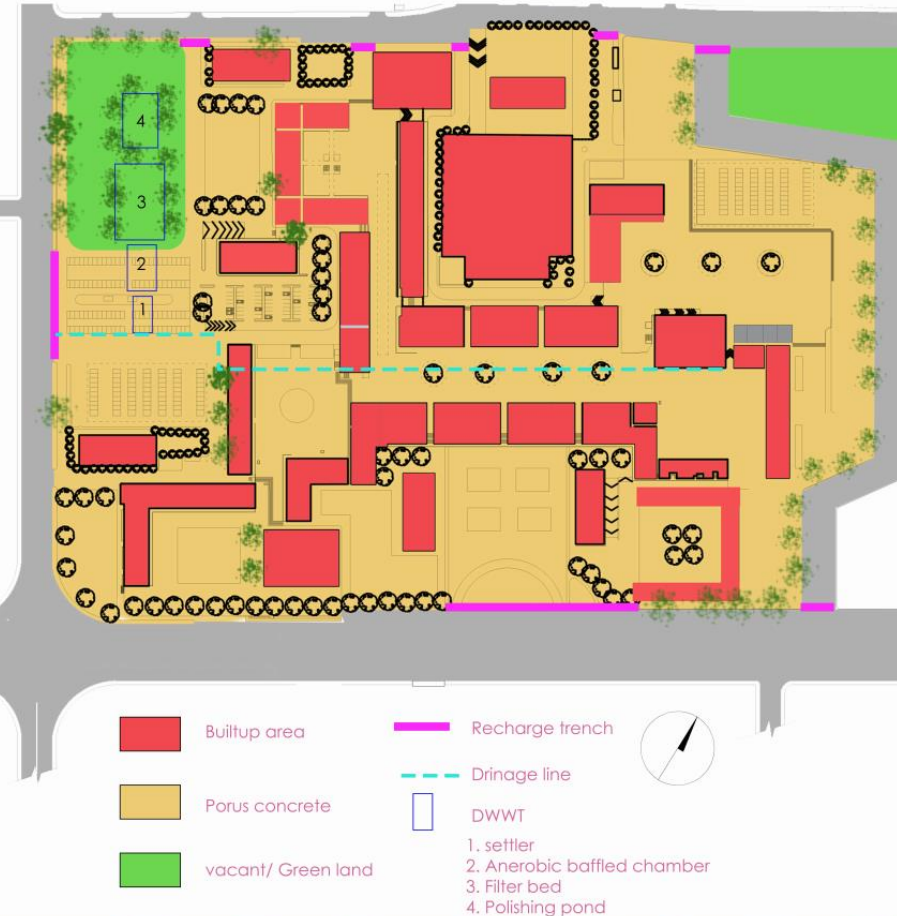 4
3
2
1
Builtup area
Recharge trench
Drinage line
Porus concrete
DWWT
1. settler
vacant/ Green land
2. Anerobic baffled chamber
3. Filter bed
4. Polishing pond